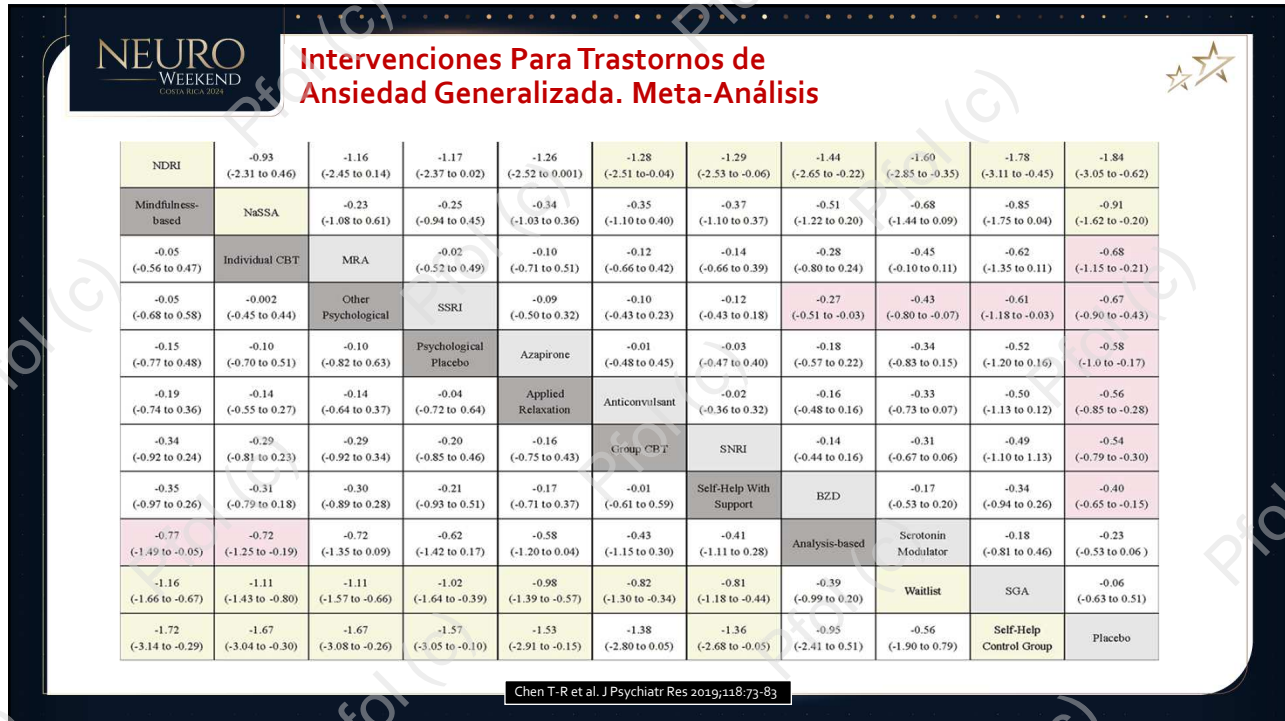 NEURO
WEEKEND
COSTA RICA 2024
Intervenciones Para Trastornos de
Ansiedad Generalizada. Meta-Análisis
NDRI -0.93 -1.16 -1.17 -1.26 -1.28 -1.29 -1.44 -1.60 -1.78 -1.84
(-2.31 to 0.46) (-2.45 to 0.14) (-2.37 to 0.02) (-2.52 to 0.001) (-2.51 to-0.04) (-2.53 to -0.06) (-2.65 to -0.22) (-2.85 to -0.35) (-3.11 to -0.45) (-3.05 to -0.62)
Mindfulness- NaSSA -0.23 -0.25 -0.34 -0.35 -0.37 -0.51 -0.68 -0.85 -0.91
based (-1.08 to 0.61) (-0.94 to 0.45) (-1.03 to 0.36) (-1.10 to 0.40) (-1.10 to 0.37) (-1.22 to 0.20) (-1.44 to 0.09) (-1.75 to 0.04) (-1.62 to -0.20)
-0.05 Individual CBT MRA -0.02 -0.10 -0.12 -0.14 -0.28 -0.45 -0.62 -0.68
(-0.56 to 0.47) (-0.52 to 0.49) (-0.71 to 0.51) (-0.66 to 0.42) (-0.66 to 0.39) (-0.80 to 0.24) (-0.10 to 0.11) (-1.35 to 0.11) (-1.15 to -0.21)
-0.05 -0.002 Other SSRI -0.09 -0.10 -0.12 -0.27 -0.43 -0.61 -0.67
(-0.68 to 0.58) (-0.45 to 0.44) Psychological (-0.50 to 0.32) (-0.43 to 0.23) (-0.43 to 0.18) (-0.51 to -0.03) (-0.80 to -0.07) (-1.18 to -0.03) (-0.90 to -0.43)
-0.15 -0.10 -0.10 Psychological Azapirone -0.01 -0.03 -0.18 -0.34 -0.52 -0.58
(-0.77 to 0.48) (-0.70 to 0.51) (-0.82 to 0.63) Placebo (-0.48 to 0.45) (-0.47 to 0.40) (-0.57 to 0.22) (-0.83 to 0.15) (-1.20 to 0.16) (-1.0 to -0.17)
-0.19 -0.14 -0.14 -0.04 Applied Anticonvulsant -0.02 -0.16 -0.33 -0.50 -0.56
(-0.74 to 0.36) (-0.55 to 0.27) (-0.64 to 0.37) (-0.72 to 0.64) Relaxation (-0.36 to 0.32) (-0.48 to 0.16) (-0.73 to 0.07) (-1.13 to 0.12) (-0.85 to -0.28)
-0.34 -0.29 -0.29 -0.20 -0.16 Group CBT SNRI -0.14 -0.31 -0.49 -0.54
(-0.92 to 0.24) (-0.81 to 0.23) (-0.92 to 0.34) (-0.85 to 0.46) (-0.75 to 0.43) (-0.44 to 0.16) (-0.67 to 0.06) (-1.10 to 1.13) (-0.79 to -0.30)
-0.35 -0.31 -0.30 -0.21 -0.17 -0.01 Self-Help With BZD -0.17 -0.34 -0.40
(-0.97 to 0.26) (-0.79 to 0.18) (-0.89 to 0.28) (-0.93 to 0.51) (-0.71 to 0.37) (-0.61 to 0.59) Support (-0.53 to 0.20) (-0.94 to 0.26) (-0.65 to -0.15)
-0.77 -0.72 -0.72 -0.62 -0.58 -0.43 -0.41 Analysis-based Serotonin -0.18 -0.23
(-1.49 to -0.05) (-1.25 to -0.19) (-1.35 to 0.09) (-1.42 to 0.17) (-1.20 to 0.04) (-1.15 to 0.30) (-1.11 to 0.28) Modulator (-0.81 to 0.46) (-0.53 to 0.06 )
-1.16 -1.11 -1.11 -1.02 -0.98 -0.82 -0.81 -0.39 Waitlist SGA -0.06
(-1.66 to -0.67) (-1.43 to -0.80) (-1.57 to -0.66) (-1.64 to -0.39) (-1.39 to -0.57) (-1.30 to -0.34) (-1.18 to -0.44) (-0.99 to 0.20) (-0.63 to 0.51)
-1.72 -1.67 -1.67 -1.57 -1.53 -1.38 -1.36 -0.95 -0.56 Self-Help Placebo
(-3.14 to -0.29) (-3.04 to -0.30) (-3.08 to -0.26) (-3.05 to -0.10) (-2.91 to -0.15) (-2.80 to 0.05) (-2.68 to -0.05) (-2.41 to 0.51) (-1.90 to 0.79) Control Group
Chen T-R et al. J Psychiatr Res 2019;118:73-83
Pfol (c)
Pfol (c)
Pfol (c)
Pfol (c)
Pfol (c)
Pfol (c)
Pfol (c)
Pfol (c)
Pfol (c)
Pfol (c)